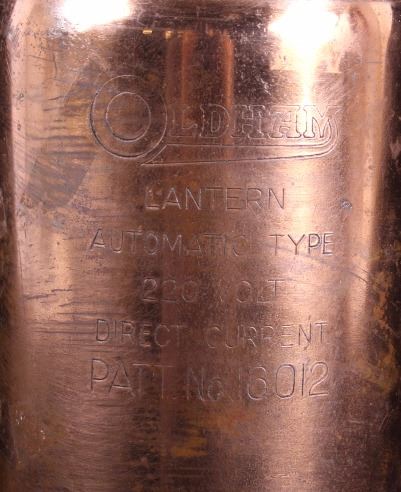 OLDHAM
LANTERN
AUTOMATIC TYPE
220 VOLT
DIRECT CURRENT
PATT. No. 16012